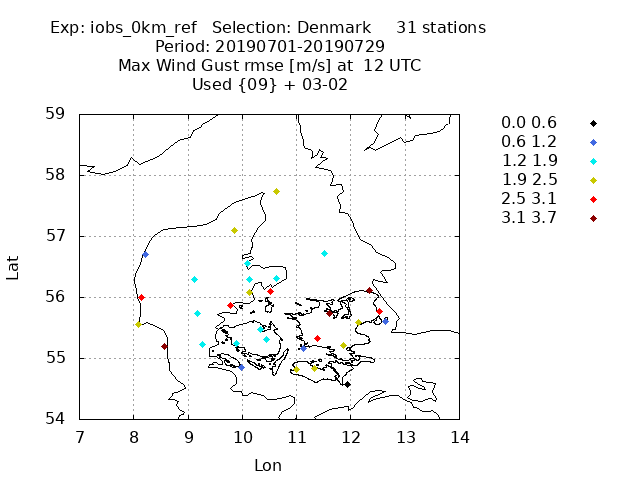 Exp: iobs_0km_ref   Selection: Denmark     31 stations
Period: 20190701-20190729
Max Wind Gust rmse [m/s] at  12 UTC
Used {09} + 03-02
59
58
57
56
55
54
Lat
7 8 9 10 11 12 13 14
Lon
0.0 0.6
0.6 1.2
1.2 1.9
1.9 2.5
2.5 3.1
3.1 3.7